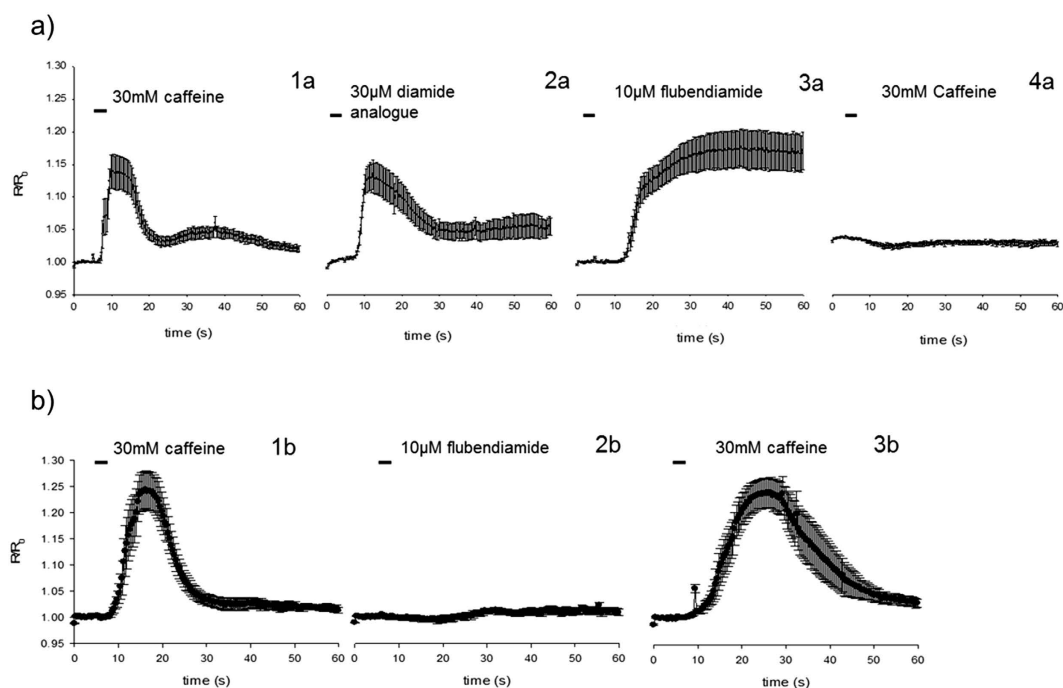 a)
1a 2a 3a 4a
30mM caffeine 30µM diamide analogue 10µM flubendiamide 30mM Caffeine
1.30
1.25
1.20
1.15
1.10
1.05
1.00
0.95
R/R0
0 10 20 30 40 50 60 0 10 20 30 40 50 60 0 10 20 30 40 50 60 0 10 20 30 40 50 60
time (s) time (s) time (s) time (s)
b)
30mM caffeine 1b 10µM flubendiamide 2b 30mM caffeine 3b
1.30
1.25
1.20
1.15
1.10
1.05
1.00
0.95
R/R0
0 10 20 30 40 50 60 0 10 20 30 40 50 60 0 10 20 30 40 50 60
time (s) time (s) time (s)